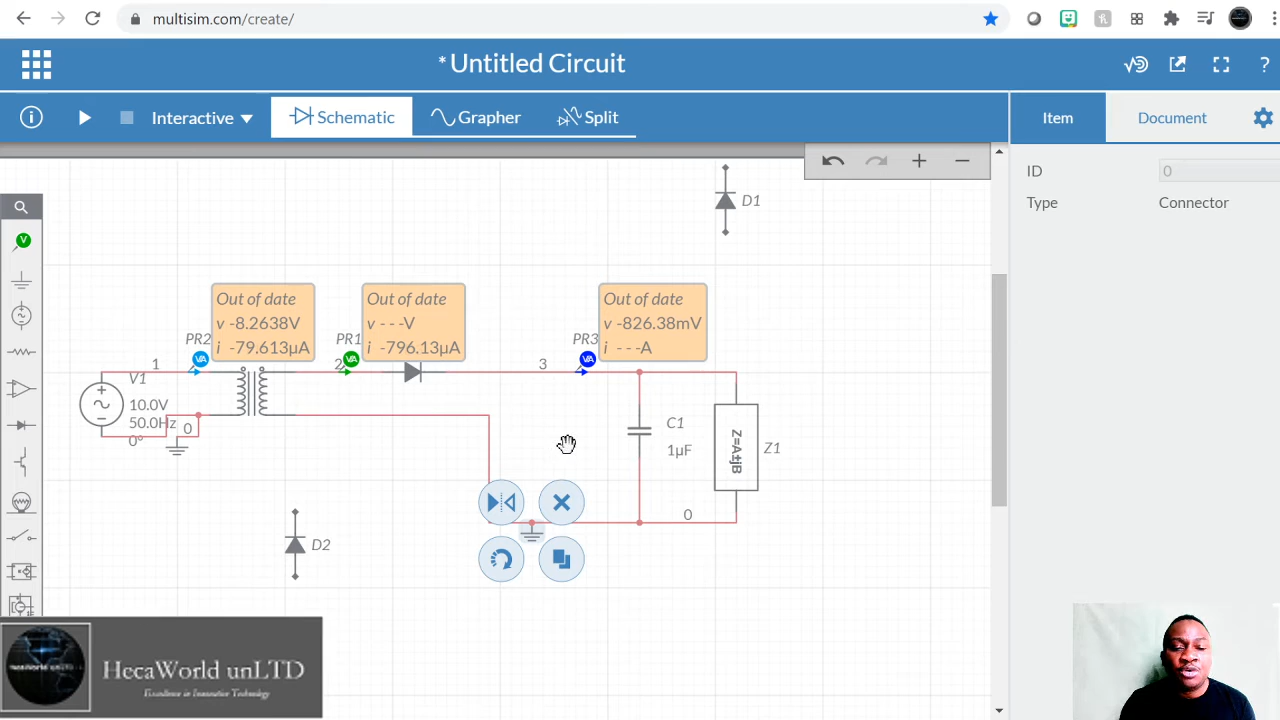 multisim.com/create/
*Untitled Circuit
?
Interactive
Schematic
Grapher
Split
Item
Document
ID
0
Type
Connector
D1
Out of date
v -8.2638V
i -79.613µA
Out of date
v - - -V
i -796.13µA
Out of date
v -826.38mV
i - - -A
PR2
PR1
PR3
VA
VA
VA
V
1
2
3
V1
10.0V
50.0Hz
0°
0
C1
1µF
Z=A±jB
Z1
0
D2
HecaWorld unLTD
Excellence in Innovative Technology